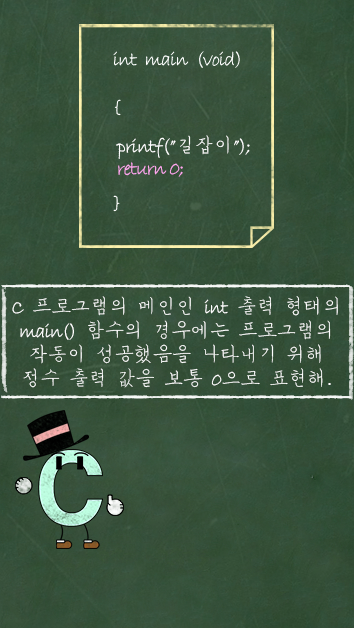 int main (void)
{
printf("길잡이");
return 0;
}
C 프로그램의 메인인 int 출력 형태의
main() 함수의 경우에는 프로그램의
작동이 성공했음을 나타내기 위해
정수 출력 값을 보통 0으로 표현해.
C